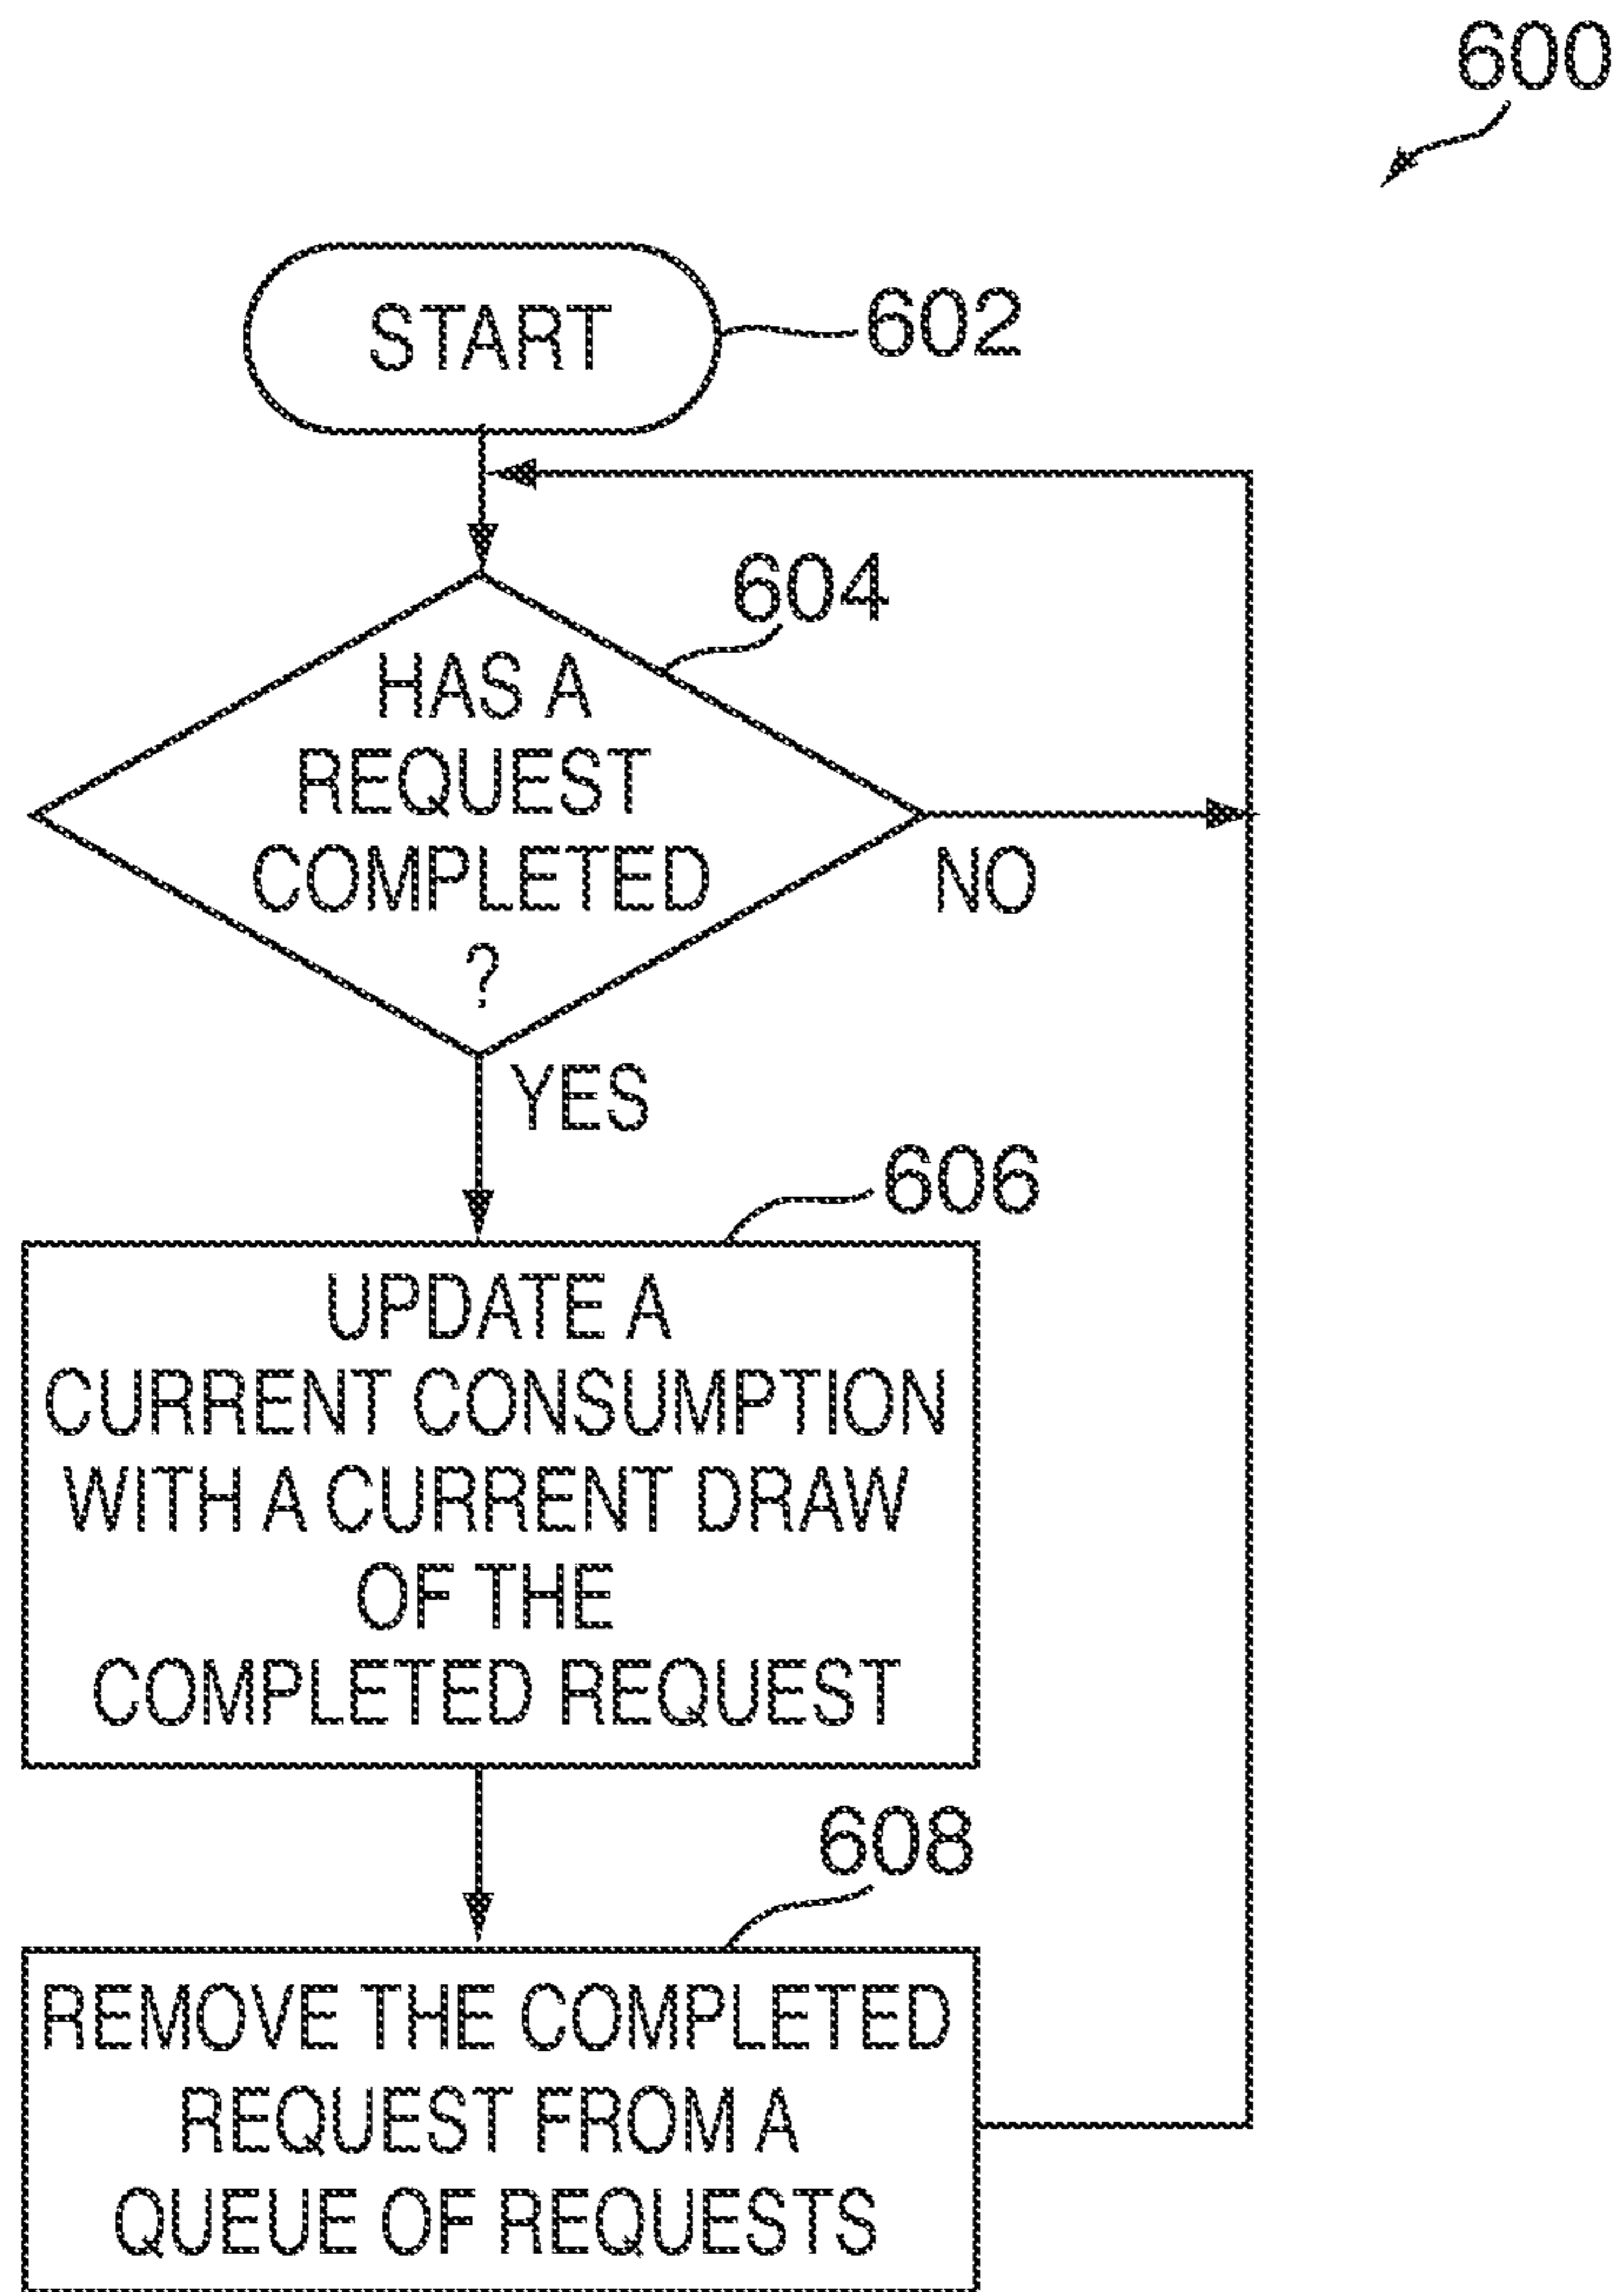 600
START
602
604
HAS A
REQUEST
COMPLETED
?
NO
YES
606
UPDATE A
CURRENT CONSUMPTION
WITH A CURRENT DRAW
OF THE
COMPLETED REQUEST
608
REMOVE THE COMPLETED
REQUEST FROM A
QUEUE OF REQUESTS